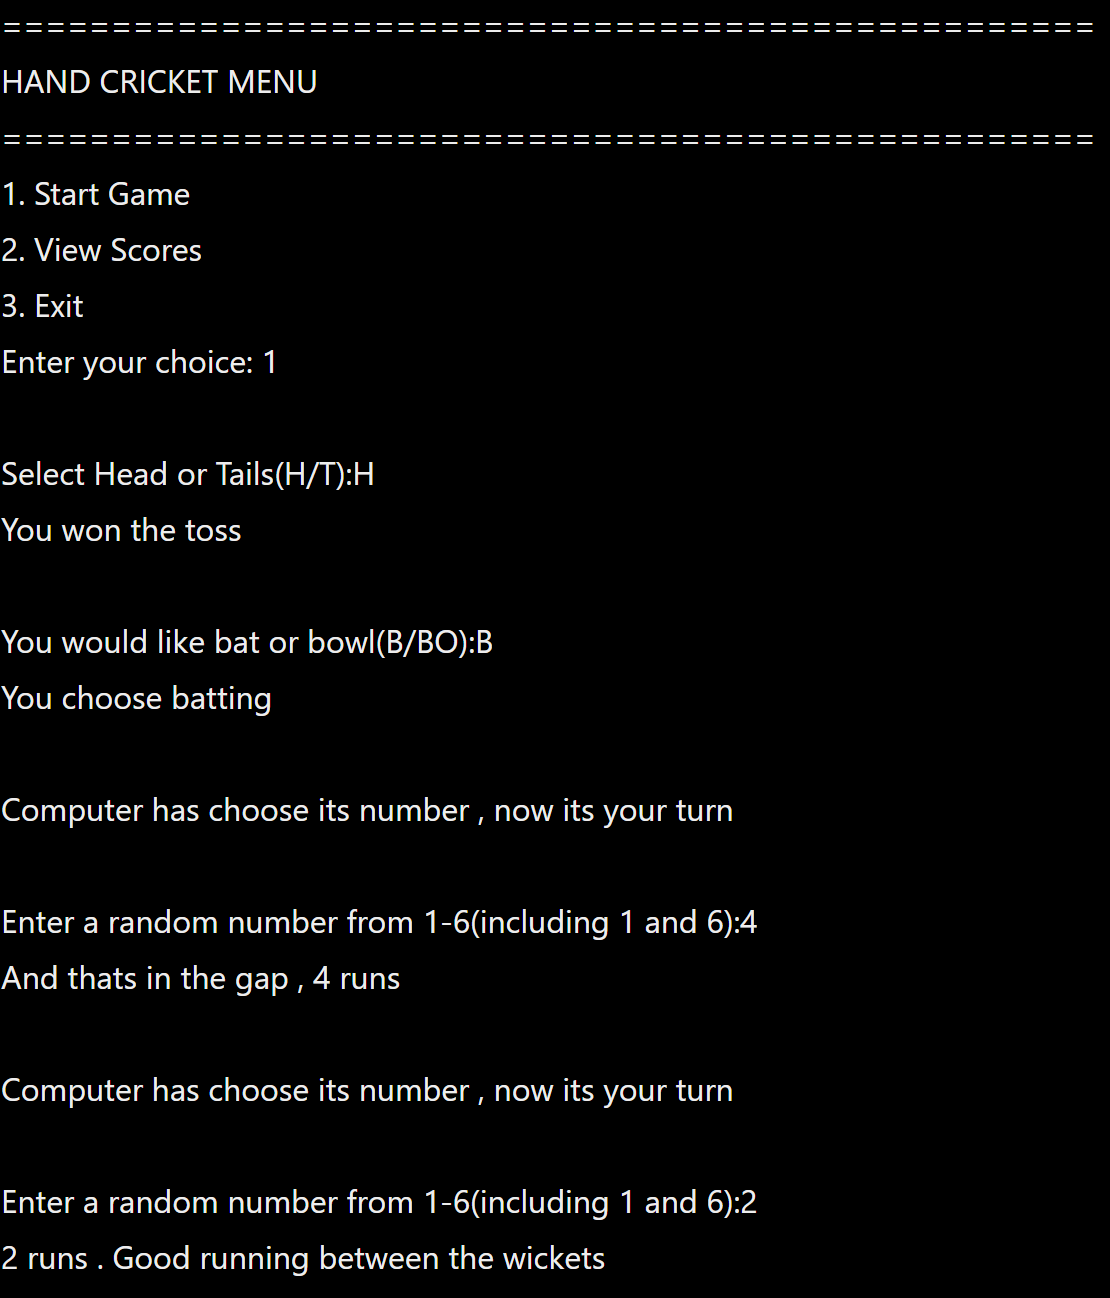 ==================================================
HAND CRICKET MENU
==================================================
1. Start Game
2. View Scores
3. Exit
Enter your choice: 1
Select Head or Tails(H/T):H
You won the toss
You would like bat or bowl(B/BO):B
You choose batting
Computer has choose its number , now its your turn
Enter a random number from 1-6(including 1 and 6):4
And thats in the gap , 4 runs
Computer has choose its number , now its your turn
Enter a random number from 1-6(including 1 and 6):2
2 runs . Good running between the wickets